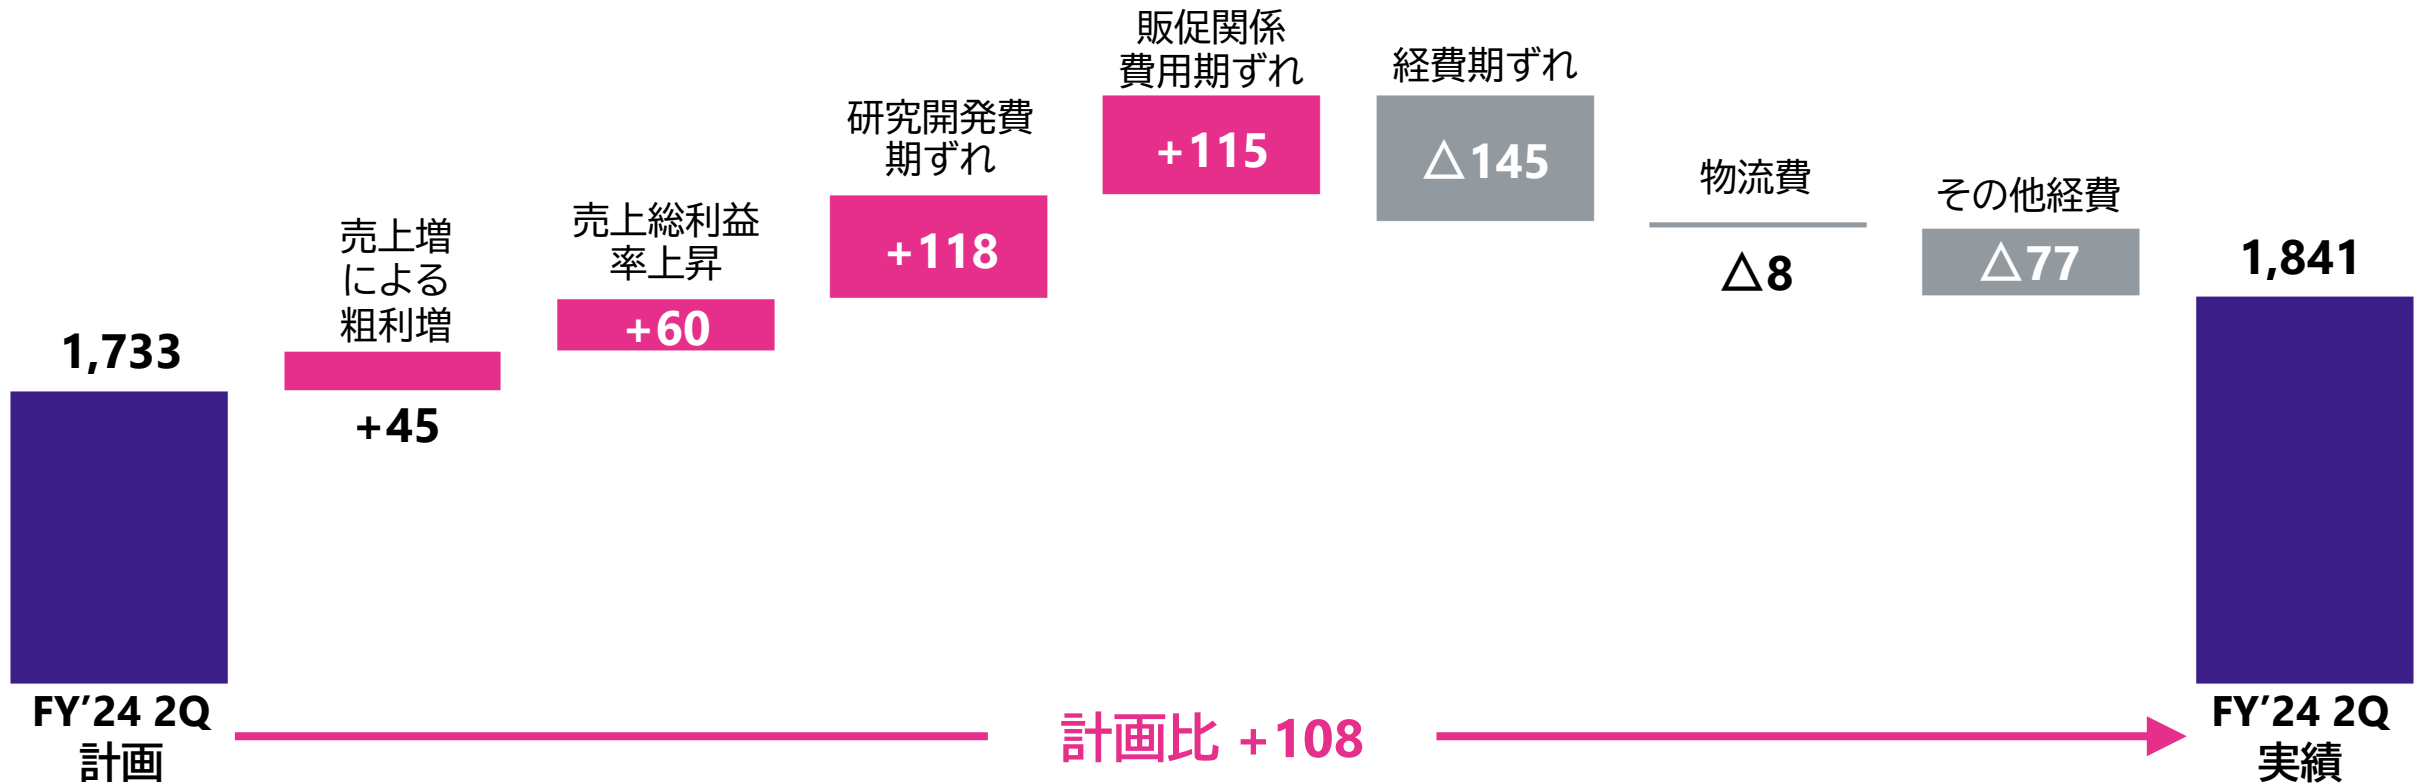 1,733
FY’24 2Q
計画
売上増
による
粗利増
+45
売上総利益
率上昇
+60
研究開発費
期ずれ
+118
販促関係
費用期ずれ
+115
経費期ずれ
△145
物流費
△8
その他経費
△77
1,841
FY’24 2Q
実績
計画比 +108